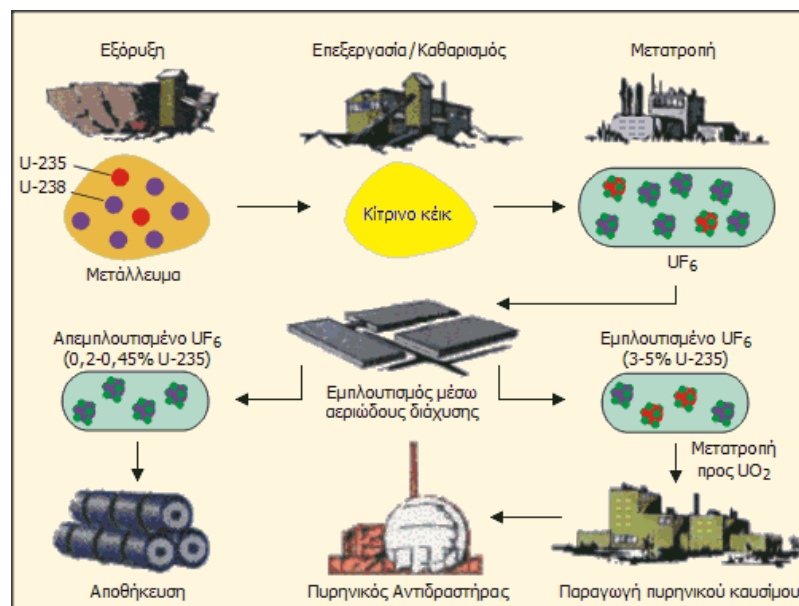 Εξόρυξη
Επεξεργασία/Καθαρισμός
Μετατροπή
U-235
U-238
Κίτρινο κέικ
Μετάλλευμα
UF6
Απεμπλουτισμένο UF6
(0,2-0,45% U-235)
Εμπλουτισμός μέσω
αεριώδους διάχυσης
Εμπλουτισμένο UF6
(3-5% U-235)
Μετατροπή
προς UO2
Αποθήκευση
Πυρηνικός Αντιδραστήρας
Παραγωγή πυρηνικού καυσίμου